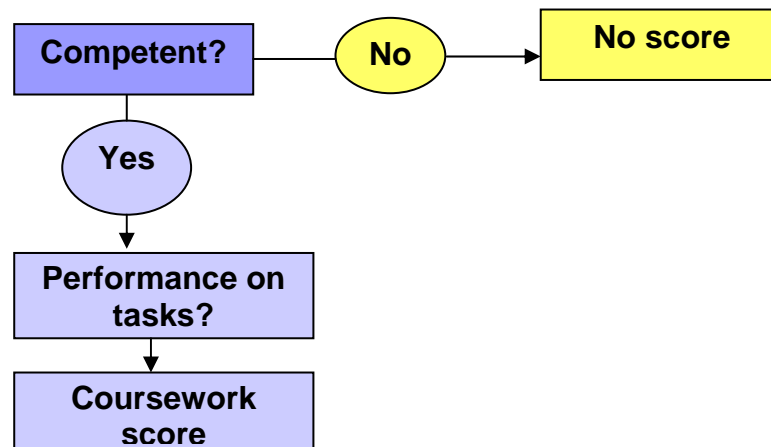 Competent?
No
No score
Yes
Performance on
tasks?
Coursework
score